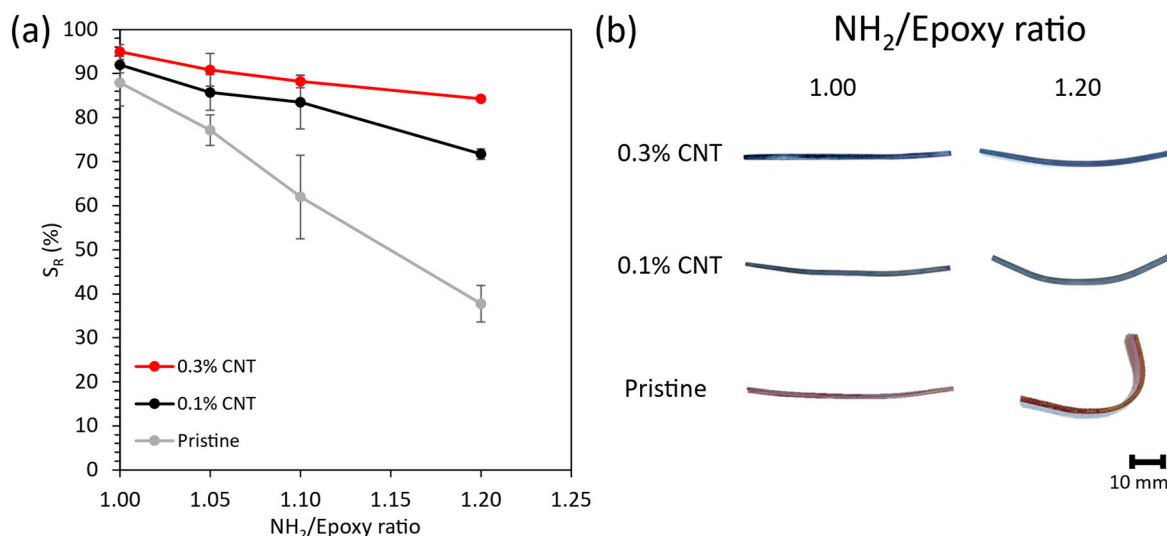 (a)
100
90
80
70
60
50
40
30
20
10
0
S_R (%)
0.3% CNT
0.1% CNT
Pristine
1.00 1.05 1.10 1.15 1.20 1.25
NH₂/Epoxy ratio
(b)
NH₂/Epoxy ratio
1.00 1.20
0.3% CNT
0.1% CNT
Pristine
10 mm